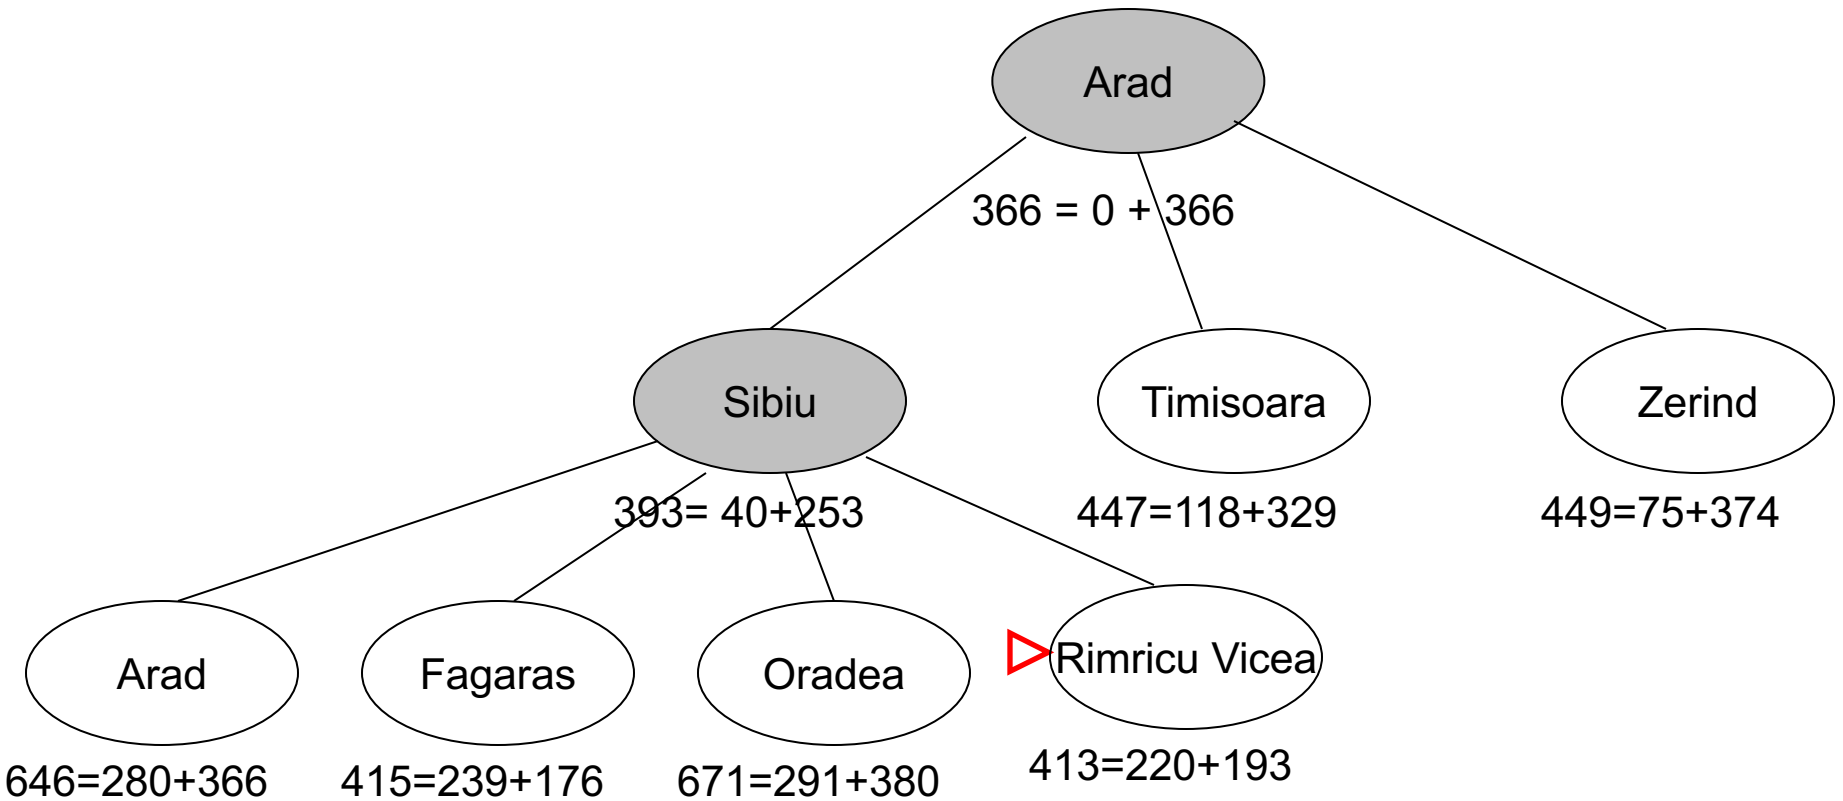 Arad
366 = 0 + 366
Sibiu
Timisoara
Zerind
393= 40+253
447=118+329
449=75+374
Arad
Fagaras
Oradea
Rimricu Vicea
646=280+366
415=239+176
671=291+380
413=220+193